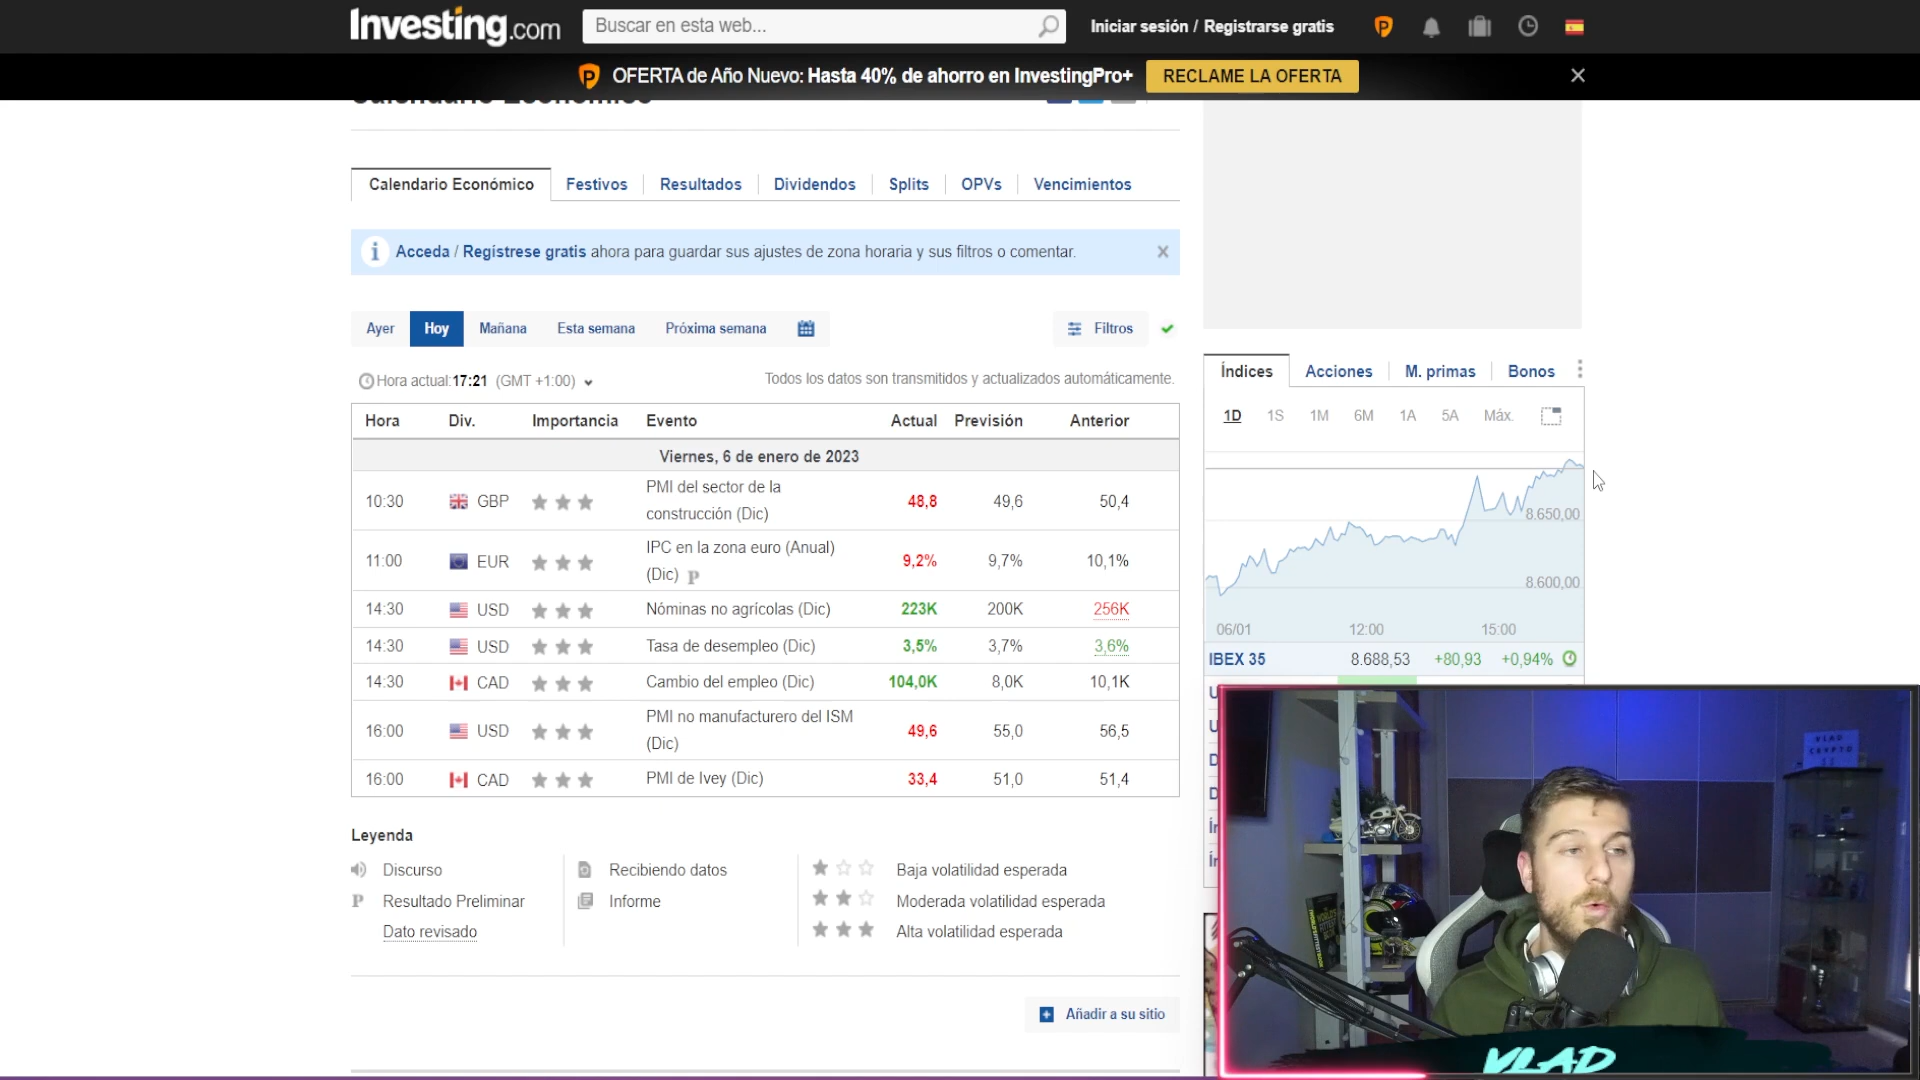 Investing.com
Buscar en esta web...
Iniciar sesión / Registrarse gratis
OFERTA de Año Nuevo: Hasta 40% de ahorro en InvestingPro+
RECLAME LA OFERTA
Calendario Económico
Calendario Económico
Festivos
Resultados
Dividendos
Splits
OPVs
Vencimientos
Acceda / Regístrese gratis ahora para guardar sus ajustes de zona horaria y sus filtros o comentar.
Ayer
Hoy
Mañana
Esta semana
Próxima semana
Filtros
Hora actual:17:21 (GMT +1:00)
Todos los datos son transmitidos y actualizados automáticamente.
Hora Div. Importancia Evento Actual Previsión Anterior
Viernes, 6 de enero de 2023
10:30 GBP PMI del sector de la construcción (Dic) 48,8 49,6 50,4
11:00 EUR IPC en la zona euro (Anual) (Dic) P 9,2% 9,7% 10,1%
14:30 USD Nóminas no agrícolas (Dic) 223K 200K 256K
14:30 USD Tasa de desempleo (Dic) 3,5% 3,7% 3,6%
14:30 CAD Cambio del empleo (Dic) 104,0K 8,0K 10,1K
16:00 USD PMI no manufacturero del ISM (Dic) 49,6 55,0 56,5
16:00 CAD PMI de Ivey (Dic) 33,4 51,0 51,4
Leyenda
Discurso
P Resultado Preliminar
Dato revisado
Recibiendo datos
Informe
Baja volatilidad esperada
Moderada volatilidad esperada
Alta volatilidad esperada
Añadir a su sitio
Índices
Acciones
M. primas
Bonos
1D 1S 1M 6M 1A 5A Máx.
8.650,00
8.600,00
06/01 12:00 15:00
IBEX 35 8.688,53 +80,93 +0,94%
VLAD
CRYPTO
VLAD